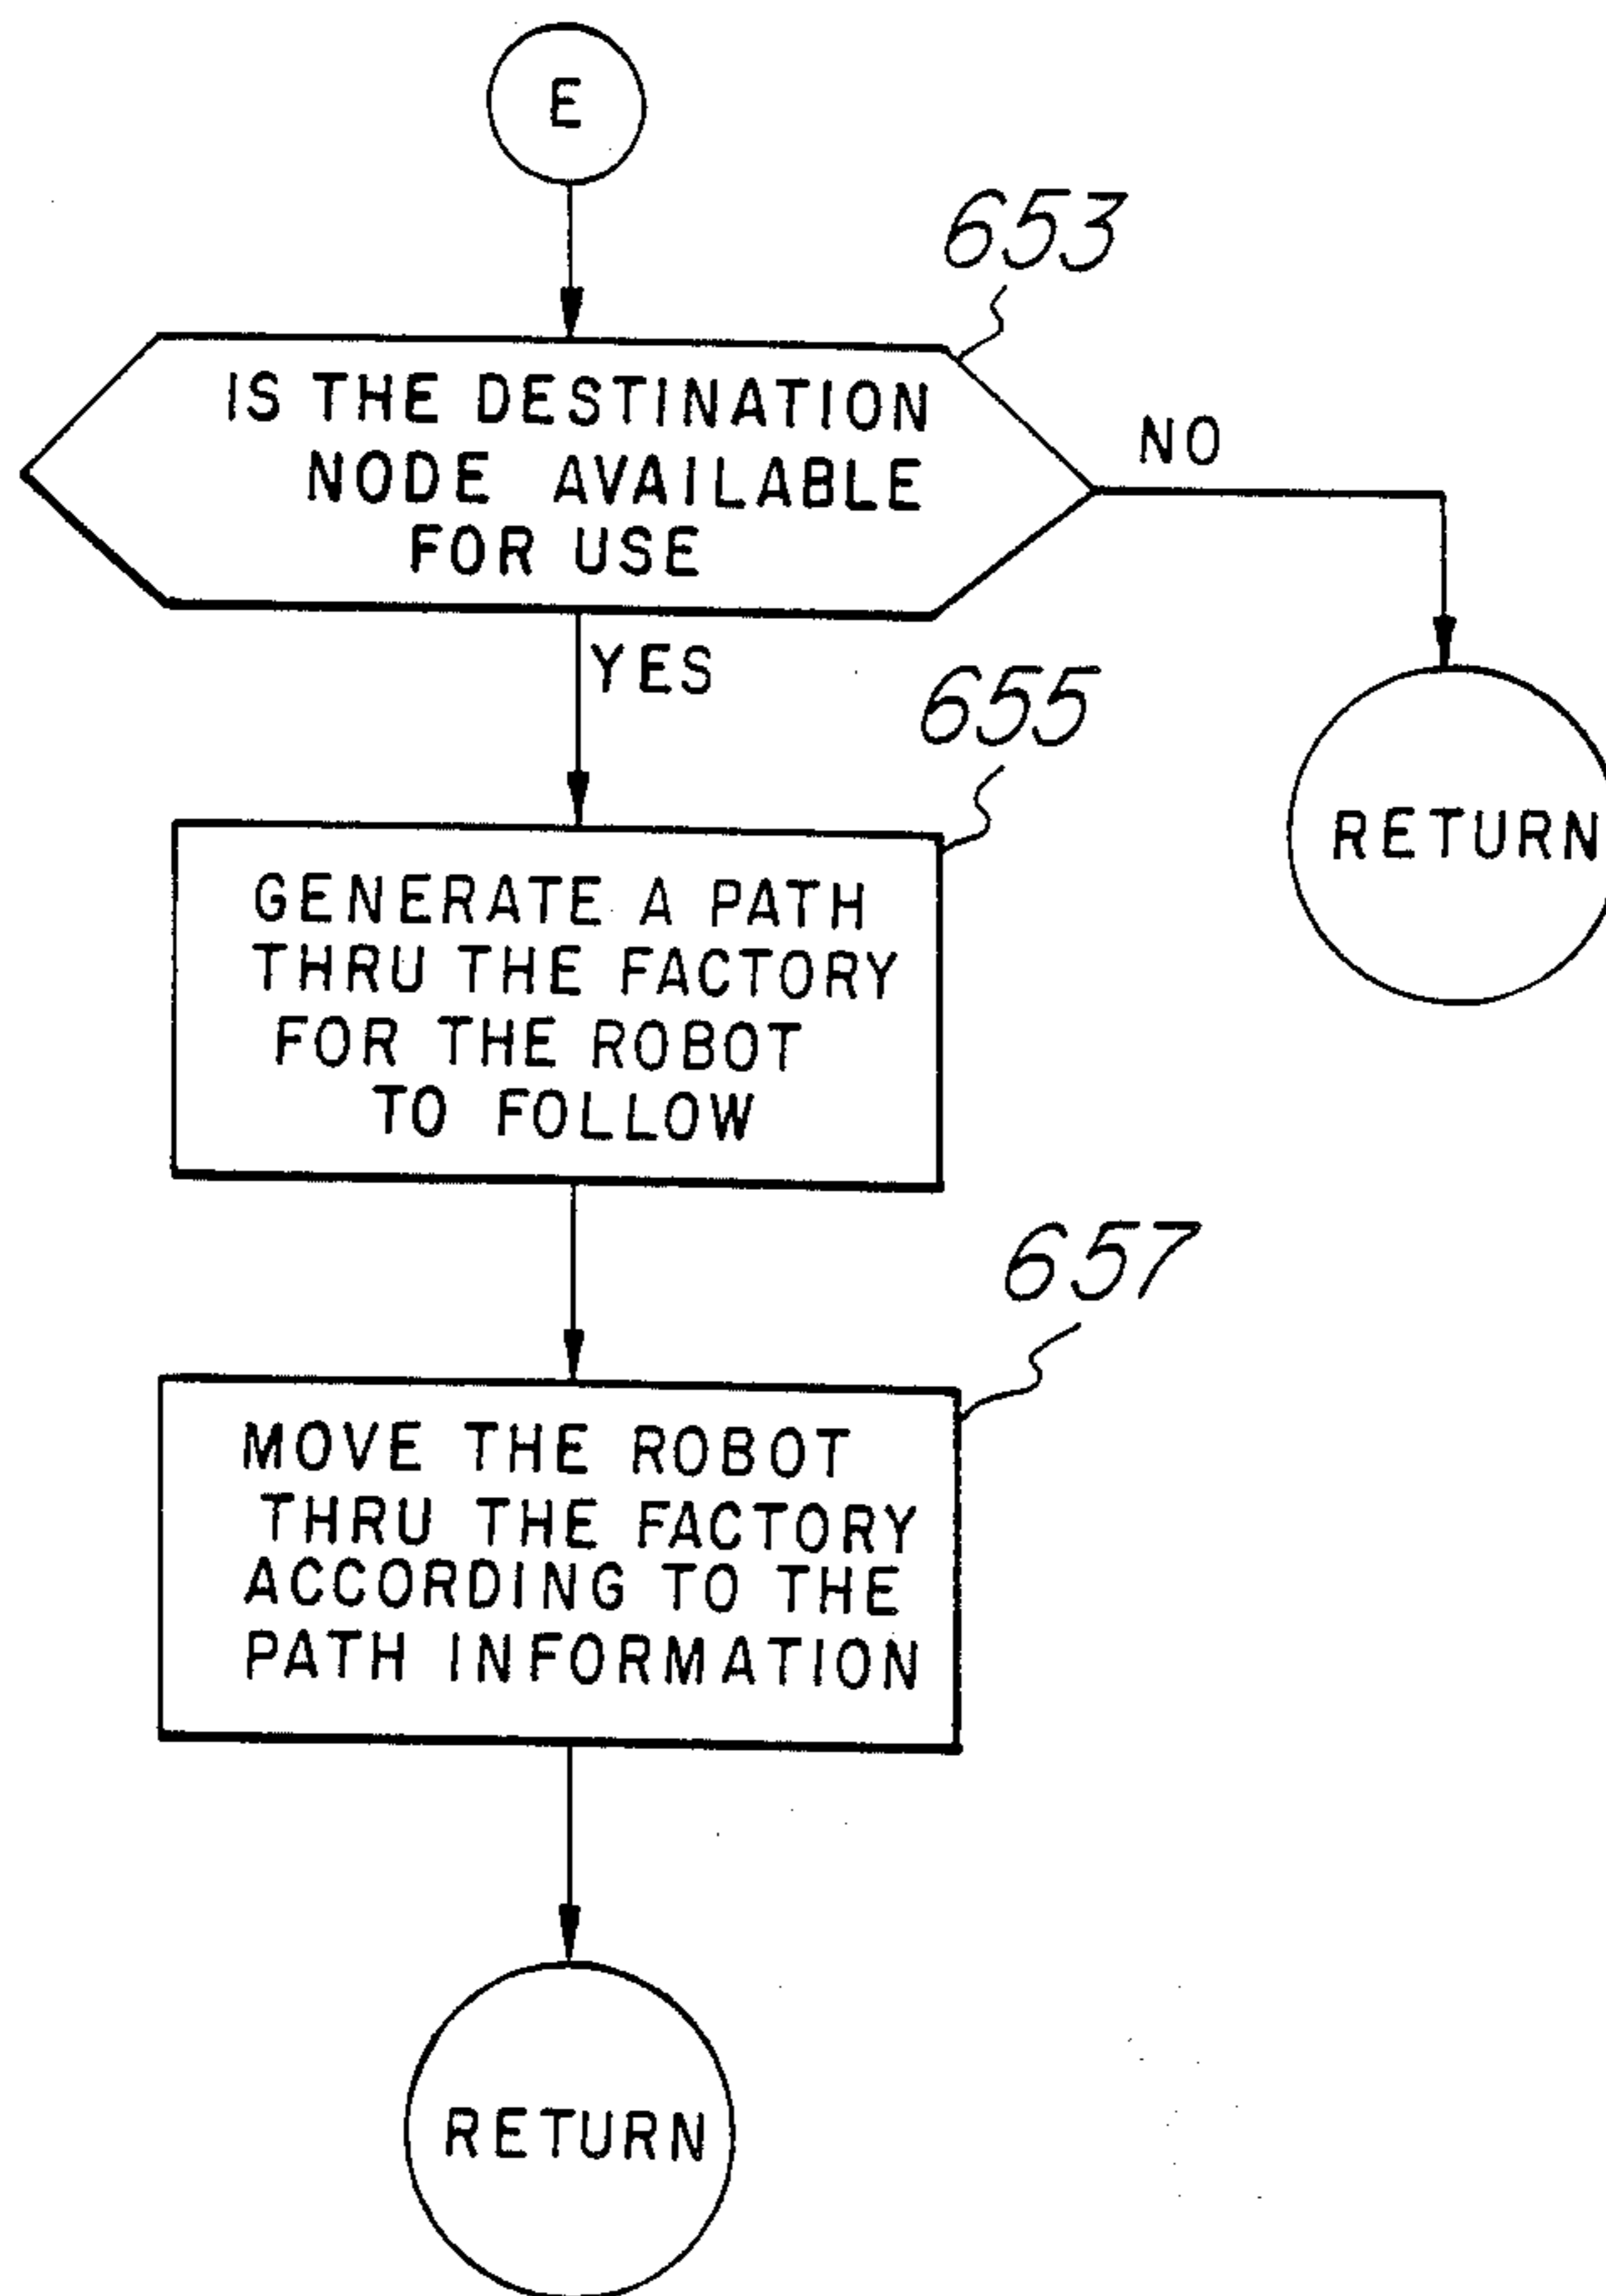 E
653
IS THE DESTINATION
NODE AVAILABLE
FOR USE
NO
YES
655
RETURN
GENERATE A PATH
THRU THE FACTORY
FOR THE ROBOT
TO FOLLOW
657
MOVE THE ROBOT
THRU THE FACTORY
ACCORDING TO THE
PATH INFORMATION
RETURN